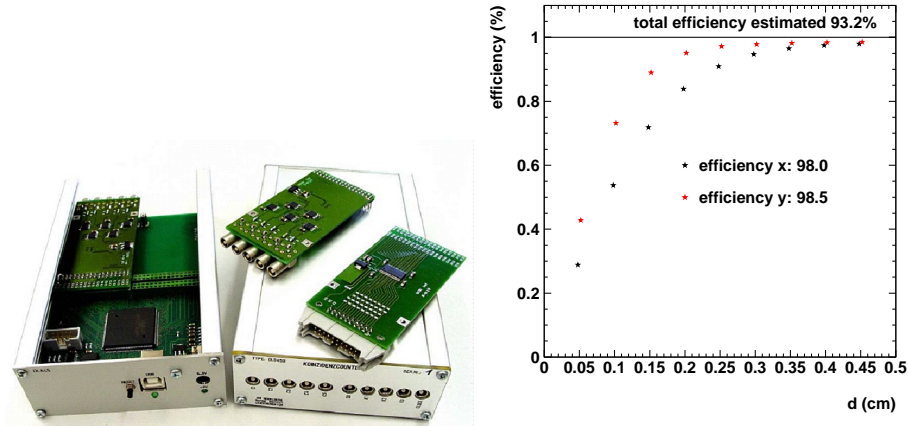 KOINZIDENZCOUNTER
USB
total efficiency estimated 93.2%
efficiency (%)
1
0.8
0.6
0.4
0.2
0
efficiency x: 98.0
efficiency y: 98.5
0 0.05 0.1 0.15 0.2 0.25 0.3 0.35 0.4 0.45 0.5
d (cm)